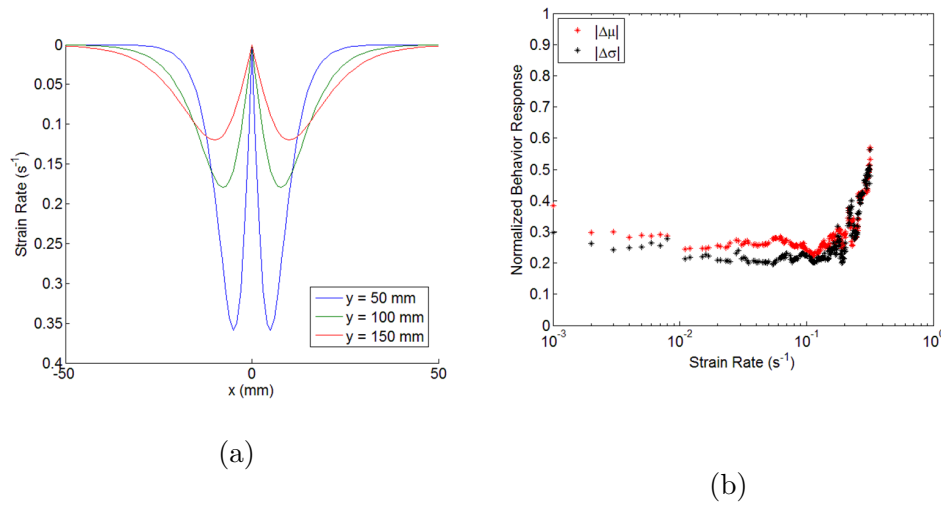 0
0.05
0.1
0.15
0.2
0.25
0.3
0.35
0.4
Strain Rate (s-1)
-50
0
50
x (mm)
y = 50 mm
y = 100 mm
y = 150 mm
(a)
1
0.9
0.8
0.7
0.6
0.5
0.4
0.3
0.2
0.1
0
Normalized Behavior Response
|Δμ|
|Δσ|
10-3
10-2
10-1
100
Strain Rate (s-1)
(b)